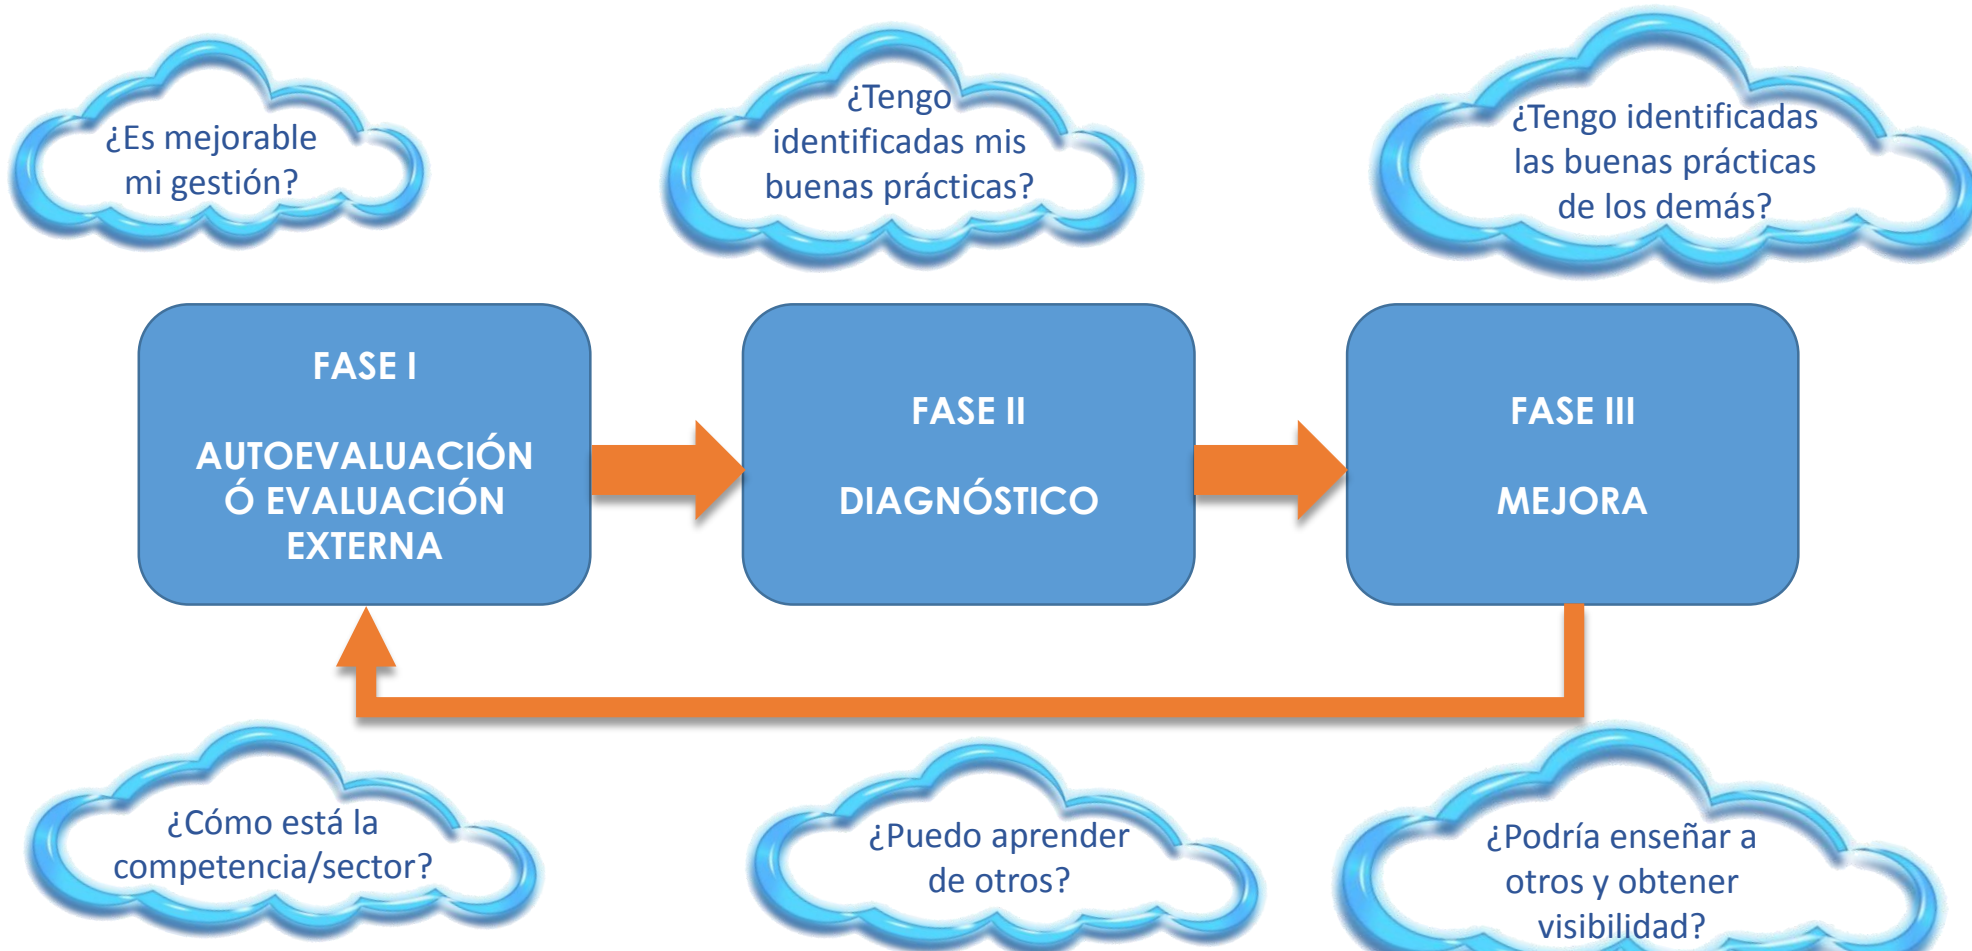 ¿Es mejorable
mi gestión?
¿Tengo
identificadas mis
buenas prácticas?
¿Tengo identificadas
las buenas prácticas
de los demás?
FASE I
AUTOEVALUACIÓN
Ó EVALUACIÓN
EXTERNA
FASE II
DIAGNÓSTICO
FASE III
MEJORA
¿Cómo está la
competencia/sector?
¿Puedo aprender
de otros?
¿Podría enseñar a
otros y obtener
visibilidad?